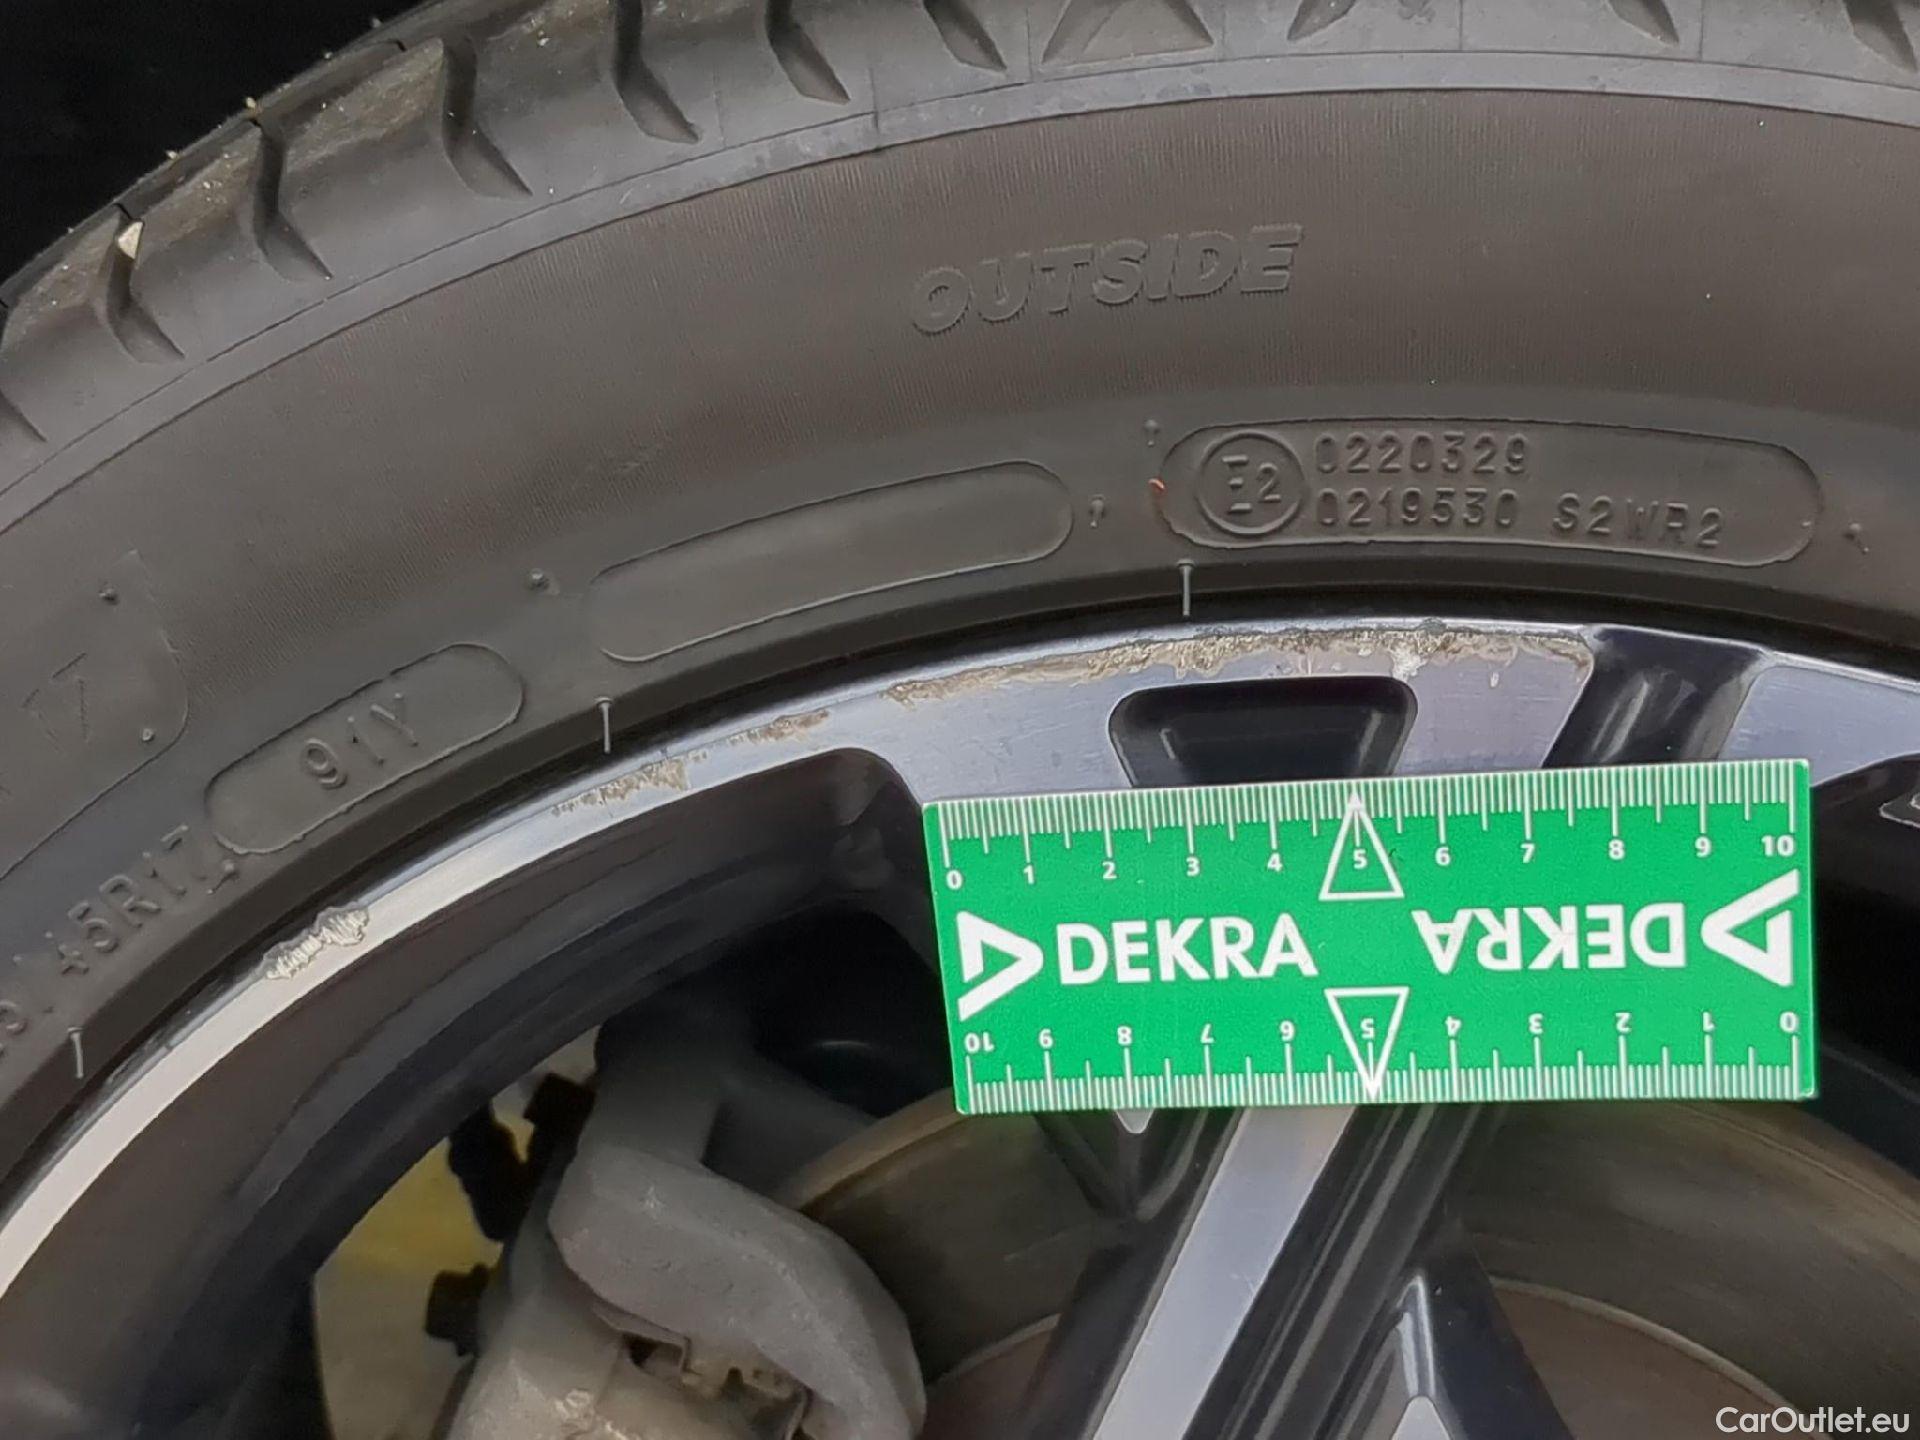 OUTSIDE
E2
0220329
0219530 S2WR2
91Y
45R17
0 1 2 3 4 5 6 7 8 9 10
DEKRA DEKRA
10 9 8 7 6 5 4 3 2 1 0
CarOutlet.eu